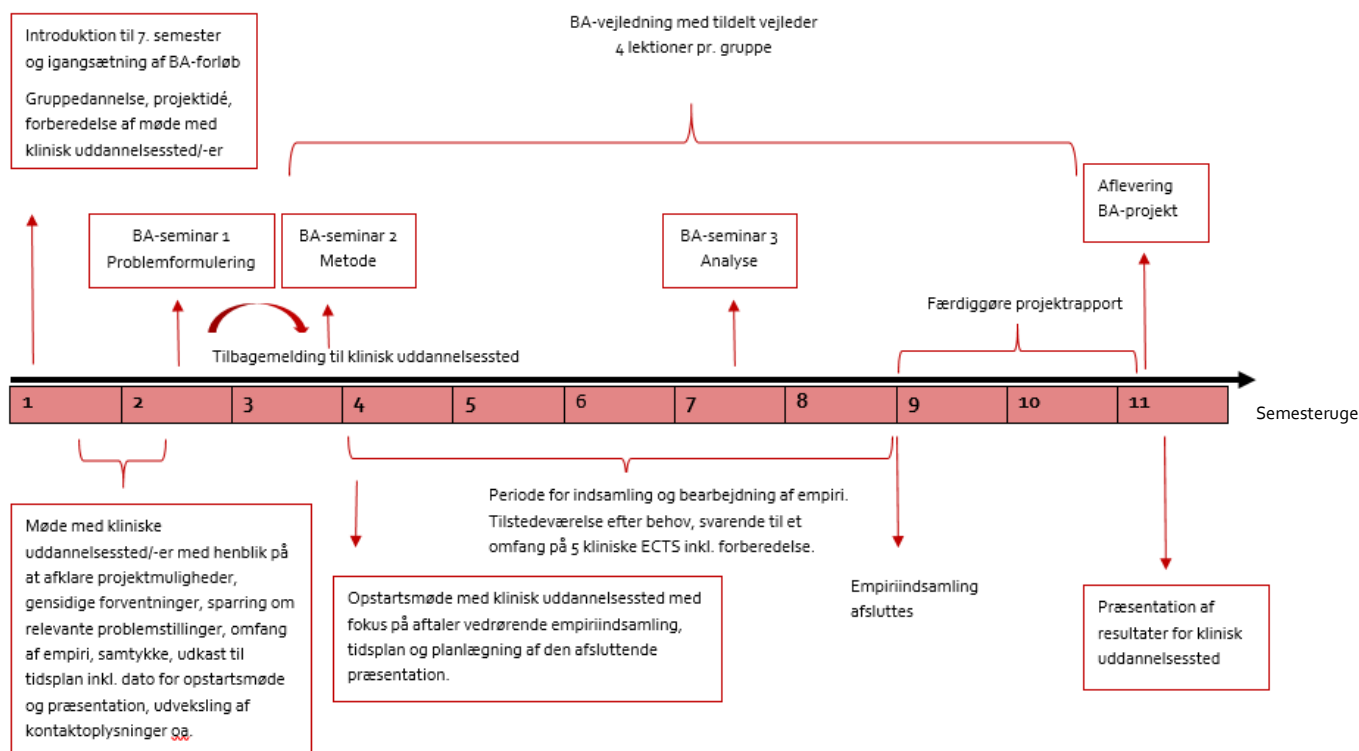 Introduktion til 7. semester
og igangsætning af BA-forløb
Gruppedannelse, projektidé,
forberedelse af møde med
klinisk uddannelsessted/-er
BA-vejledning med tildelt vejleder
4 lektioner pr. gruppe
BA-seminar 1
Problemformulering
BA-seminar 2
Metode
BA-seminar 3
Analyse
Aflevering
BA-projekt
Færdiggøre projektrapport
Tilbagemelding til klinisk uddannelsessted
1 2 3 4 5 6 7 8 9 10 11
Semesteruge
Møde med kliniske
uddannelsessted/-er med henblik på
at afklare projektmuligheder,
gensidige forventninger, sparring om
relevante problemstillinger, omfang
af empiri, samtykke, udkast til
tidsplan inkl. dato for opstartsmøde
og præsentation, udveksling af
kontaktoplysninger oa.
Periode for indsamling og bearbejdning af empiri.
Tilstedeværelse efter behov, svarende til et
omfang på 5 kliniske ECTS inkl. forberedelse.
Opstartsmøde med klinisk uddannelsessted med
fokus på aftaler vedrørende empiriindsamling,
tidsplan og planlægning af den afsluttende
præsentation.
Empiriindsamling
afsluttes
Præsentation af
resultater for klinisk
uddannelsessted